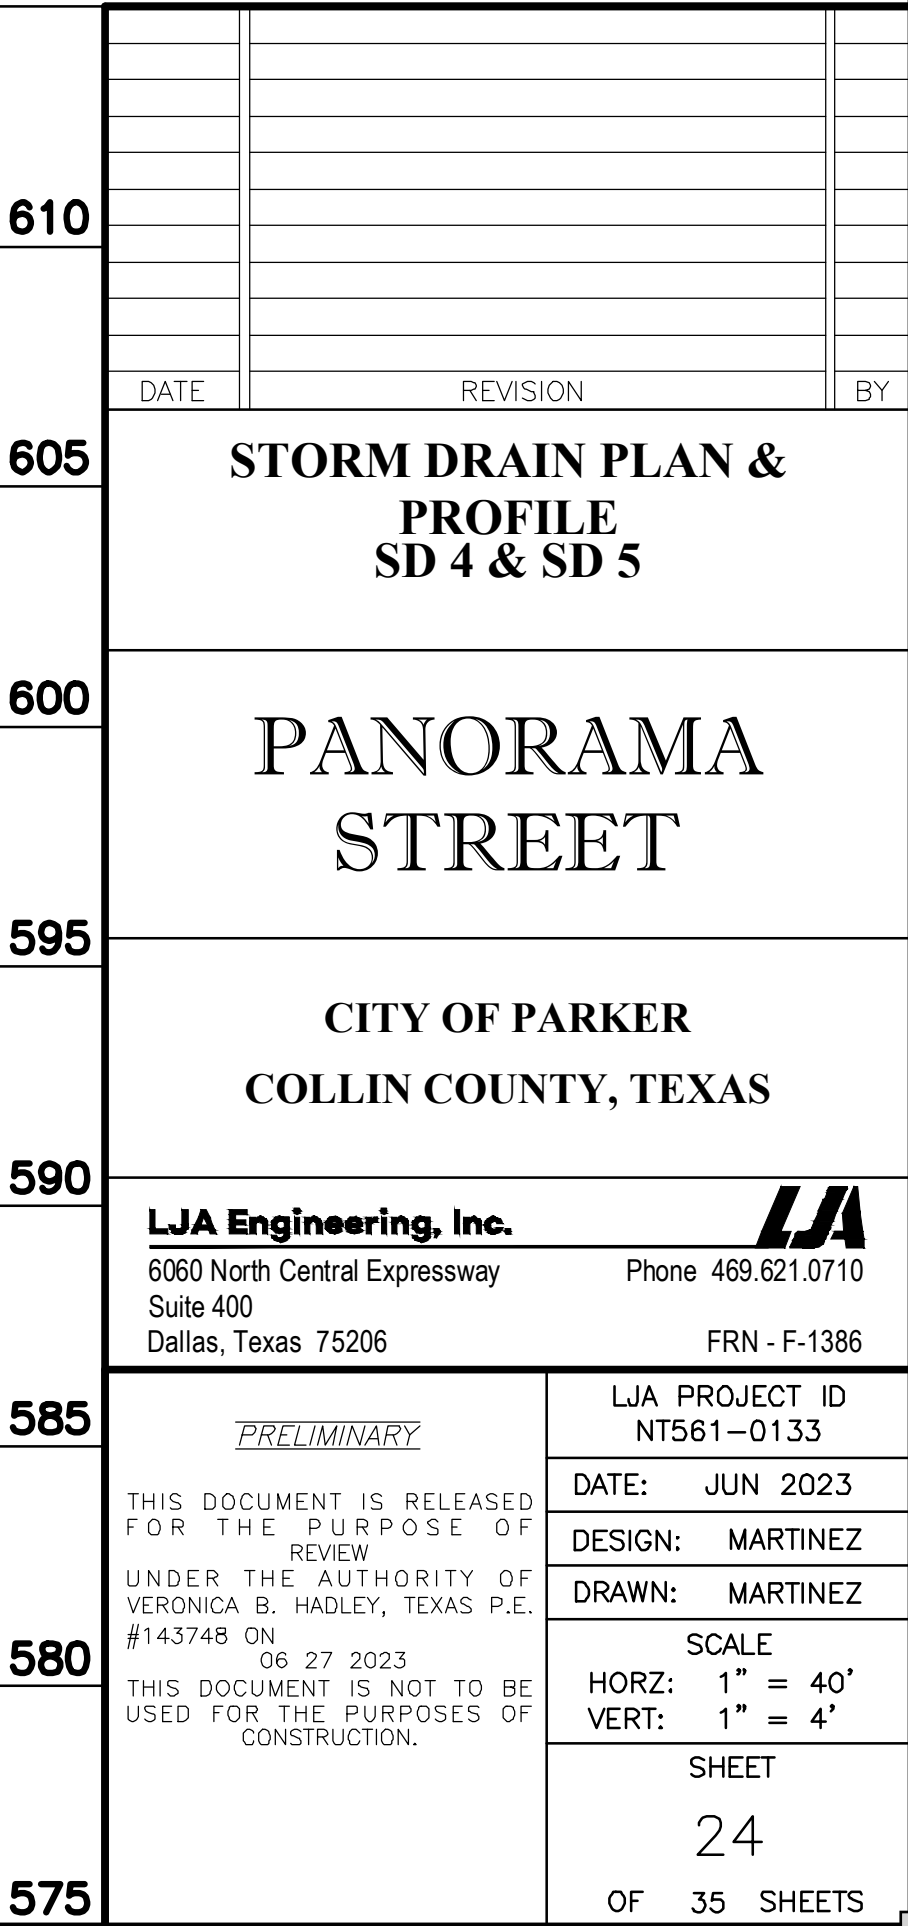 610
605
600
595
590
585
580
575
DATE REVISION BY
STORM DRAIN PLAN &
PROFILE
SD 4 & SD 5
PANORAMA
STREET
CITY OF PARKER
COLLIN COUNTY, TEXAS
LJA Engineering, Inc. LJA
6060 North Central Expressway Phone 469.621.0710
Suite 400
Dallas, Texas 75206 FRN - F-1386
PRELIMINARY
THIS DOCUMENT IS RELEASED
FOR THE PURPOSE OF
REVIEW
UNDER THE AUTHORITY OF
VERONICA B. HADLEY, TEXAS P.E.
#143748 ON
06 27 2023
THIS DOCUMENT IS NOT TO BE
USED FOR THE PURPOSES OF
CONSTRUCTION.
LJA PROJECT ID
NT561-0133
DATE: JUN 2023
DESIGN: MARTINEZ
DRAWN: MARTINEZ
SCALE
HORZ: 1" = 40'
VERT: 1" = 4'
SHEET
24
OF 35 SHEETS